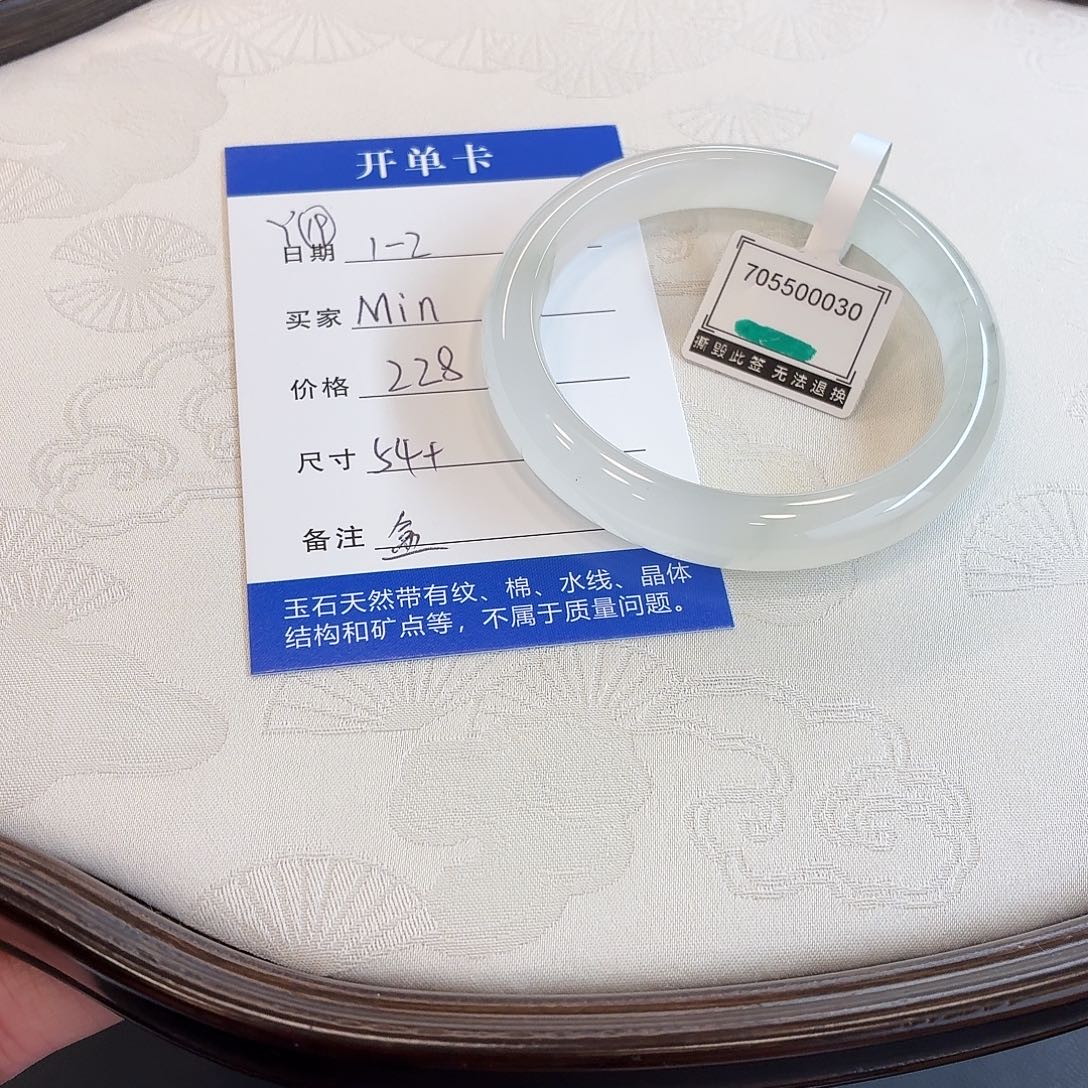 开单卡
Y VP
日期 1-2
买家 Min
价格 228
尺寸 54+
备注 盒
玉石天然带有纹、棉、水线、晶体
结构和矿点等，不属于质量问题。
705500030
撕毁此签 无法退换